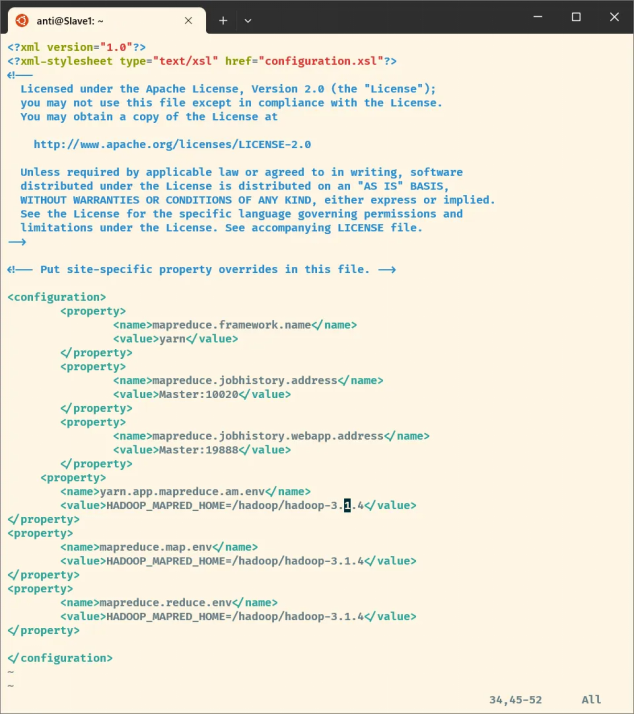 anti@Slave1: ~
<?xml version="1.0"?>
<?xml-stylesheet type="text/xsl" href="configuration.xsl"?>
<!--
  Licensed under the Apache License, Version 2.0 (the "License");
  you may not use this file except in compliance with the License.
  You may obtain a copy of the License at

    http://www.apache.org/licenses/LICENSE-2.0

  Unless required by applicable law or agreed to in writing, software
  distributed under the License is distributed on an "AS IS" BASIS,
  WITHOUT WARRANTIES OR CONDITIONS OF ANY KIND, either express or implied.
  See the License for the specific language governing permissions and
  limitations under the License. See accompanying LICENSE file.
-->

<!-- Put site-specific property overrides in this file. -->

<configuration>
        <property>
                <name>mapreduce.framework.name</name>
                <value>yarn</value>
        </property>
        <property>
                <name>mapreduce.jobhistory.address</name>
                <value>Master:10020</value>
        </property>
        <property>
                <name>mapreduce.jobhistory.webapp.address</name>
                <value>Master:19888</value>
        </property>
     <property>
        <name>yarn.app.mapreduce.am.env</name>
        <value>HADOOP_MAPRED_HOME=/hadoop/hadoop-3.1.4</value>
</property>
<property>
        <name>mapreduce.map.env</name>
        <value>HADOOP_MAPRED_HOME=/hadoop/hadoop-3.1.4</value>
</property>
<property>
        <name>mapreduce.reduce.env</name>
        <value>HADOOP_MAPRED_HOME=/hadoop/hadoop-3.1.4</value>
</property>

</configuration>
~
~
34,45-52 All